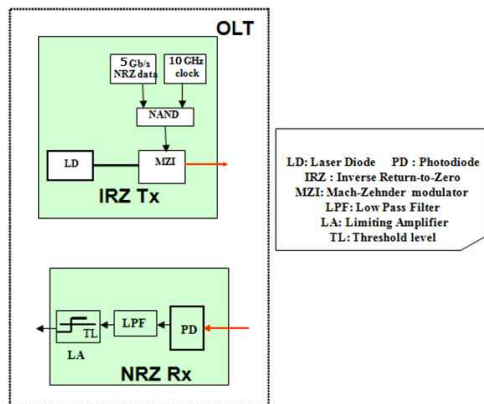 OLT
5 Gb/s
NRZ data
10 GHz
clock
NAND
LD
MZI
IRZ Tx
LD: Laser Diode PD : Photodiode
IRZ : Inverse Return-to-Zero
MZI: Mach-Zehnder modulator
LPF: Low Pass Filter
LA: Limiting Amplifier
TL: Threshold level
TL
LPF
PD
LA
NRZ Rx